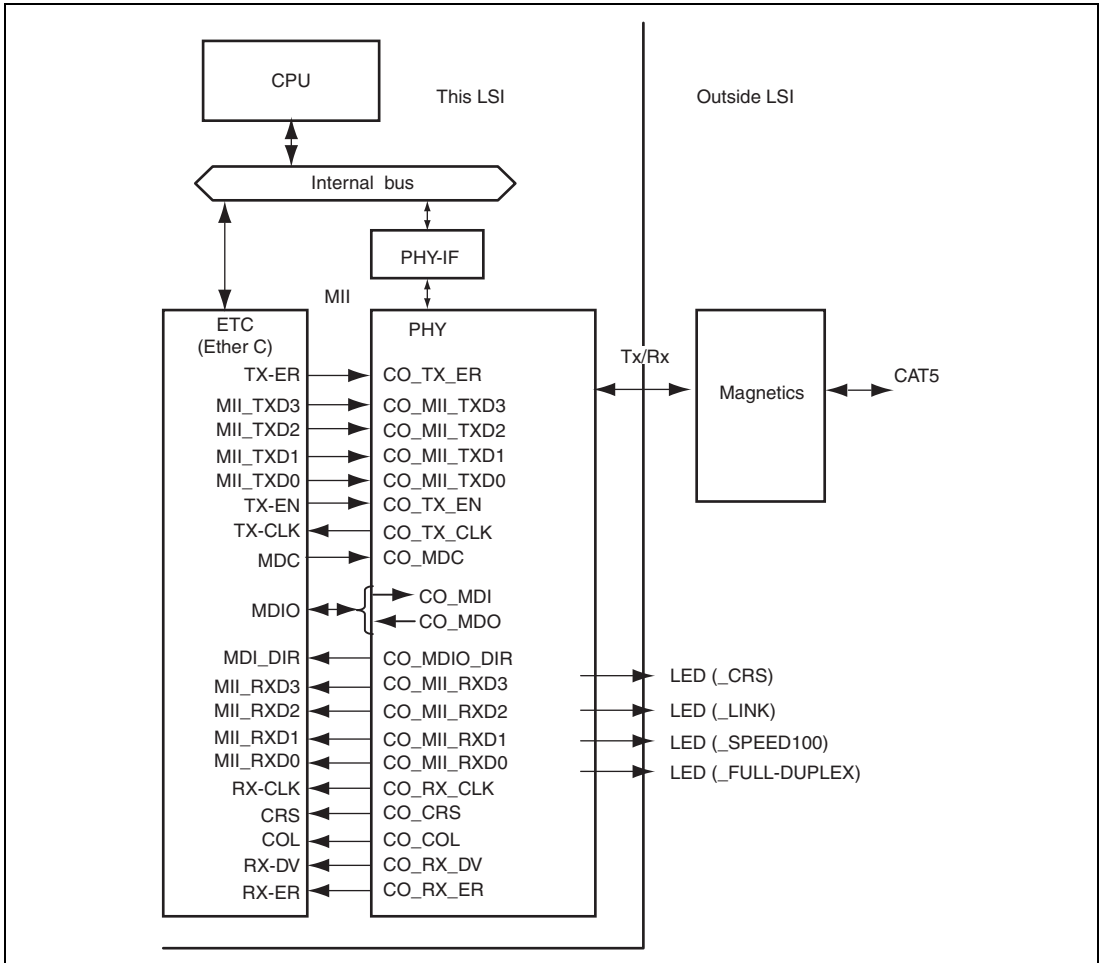 CPU
This LSI
Outside LSI
Internal bus
PHY-IF
MII
ETC
(Ether C)
PHY
Tx/Rx
Magnetics
CAT5
TX-ER CO_TX_ER
MII_TXD3 CO_MII_TXD3
MII_TXD2 CO_MII_TXD2
MII_TXD1 CO_MII_TXD1
MII_TXD0 CO_MII_TXD0
TX-EN CO_TX_EN
TX-CLK CO_TX_CLK
MDC CO_MDC
MDIO
CO_MDI
CO_MDO
MDI_DIR CO_MDIO_DIR
MII_RXD3 CO_MII_RXD3
MII_RXD2 CO_MII_RXD2
MII_RXD1 CO_MII_RXD1
MII_RXD0 CO_MII_RXD0
RX-CLK CO_RX_CLK
CRS CO_CRS
COL CO_COL
RX-DV CO_RX_DV
RX-ER CO_RX_ER
LED (_CRS)
LED (_LINK)
LED (_SPEED100)
LED (_FULL-DUPLEX)